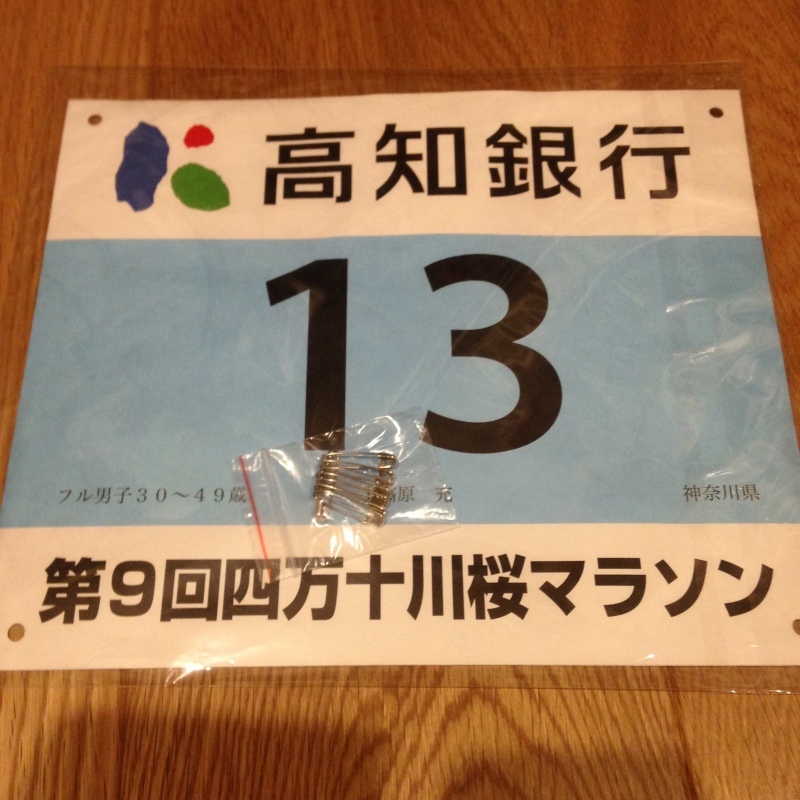 高知銀行
13
フル男子30〜49歳 原 充 神奈川県
第9回四万十川桜マラソン